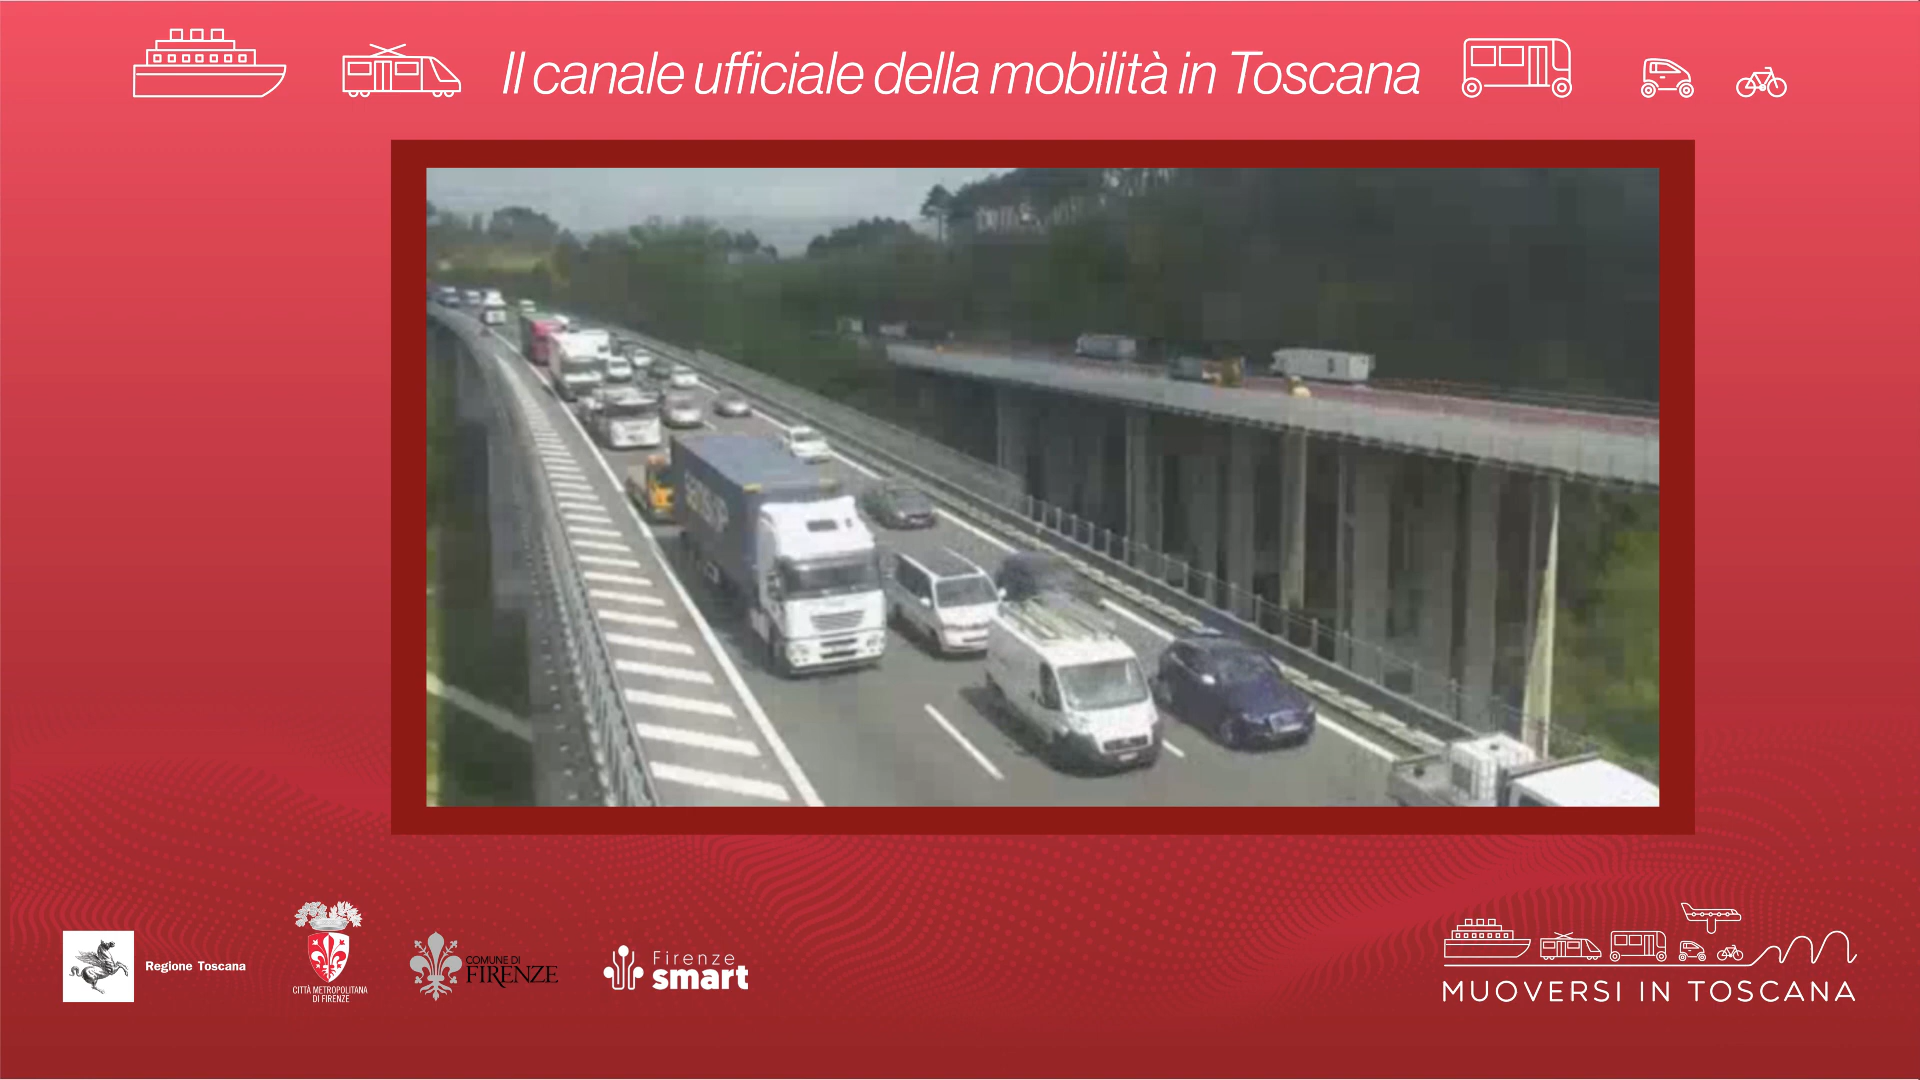 Il canale ufficiale della mobilità in Toscana
Regione Toscana
CITTÀ METROPOLITANA
DI FIRENZE
COMUNE DI
FIRENZE
Firenze
smart
MUOVERSI IN TOSCANA